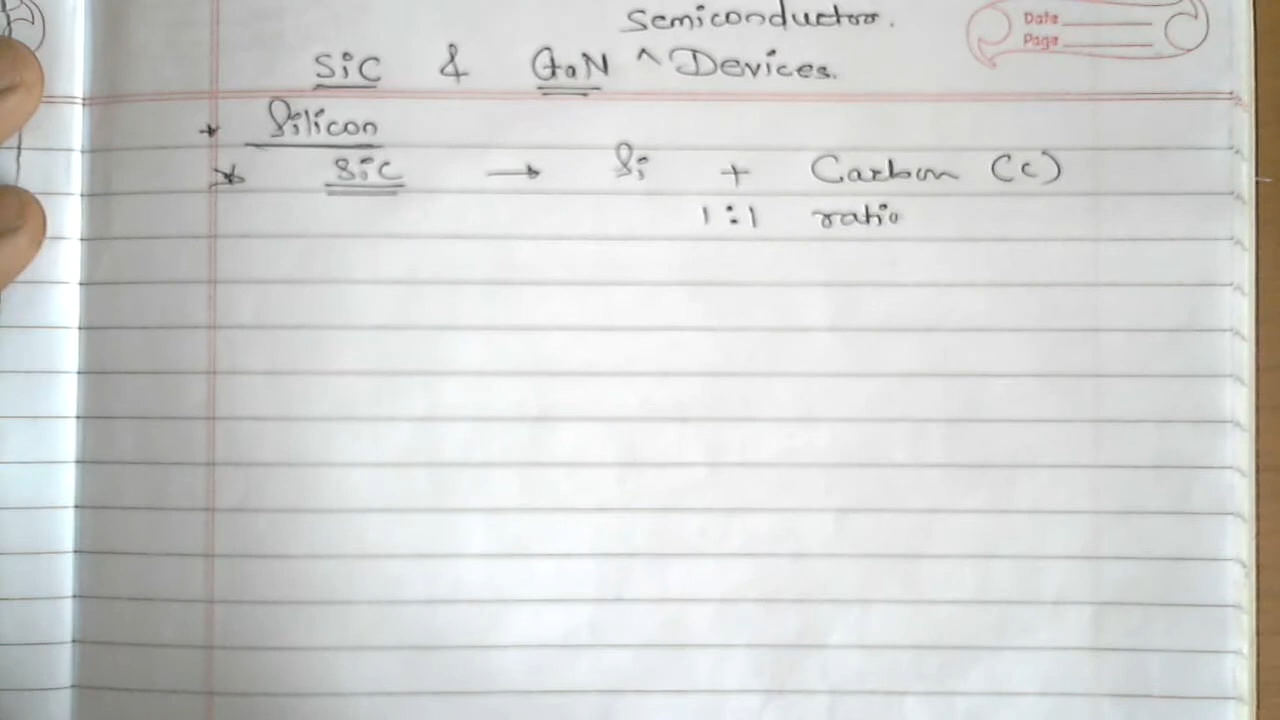 Semiconductor.
SiC & GaN ^ Devices.
Date
Page
Silicon
SiC → Si + Carbon (C)
1:1 ratio